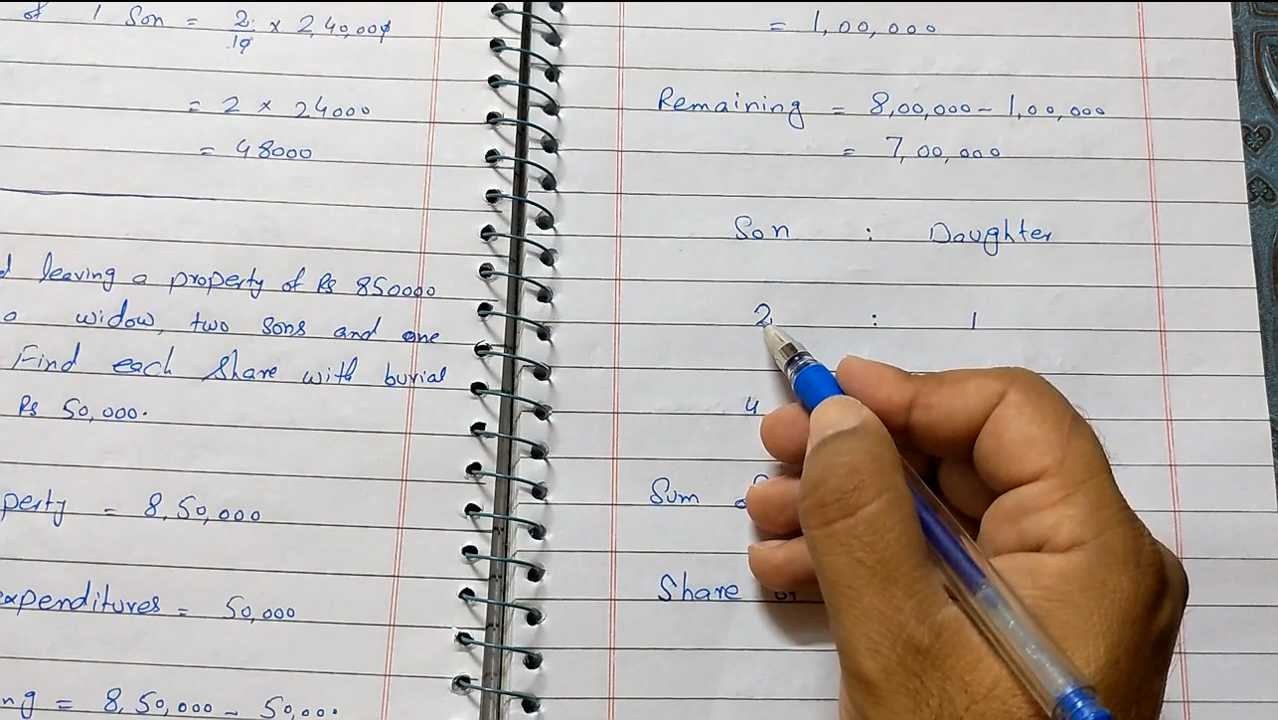 of 1 Son = 2/10 x 2,40,000
= 2 x 24000
= 48000
leaving a property of Rs 850000
widow, two sons and one
Find each share with burial
Rs 50,000.
perty = 8,50,000
expenditures = 50,000
ng = 8,50,000 - 50,000
= 1,00,000
Remaining = 8,00,000 - 1,00,000
= 7,00,000
Son : Daughter
2 : 1
4
Sum
Share